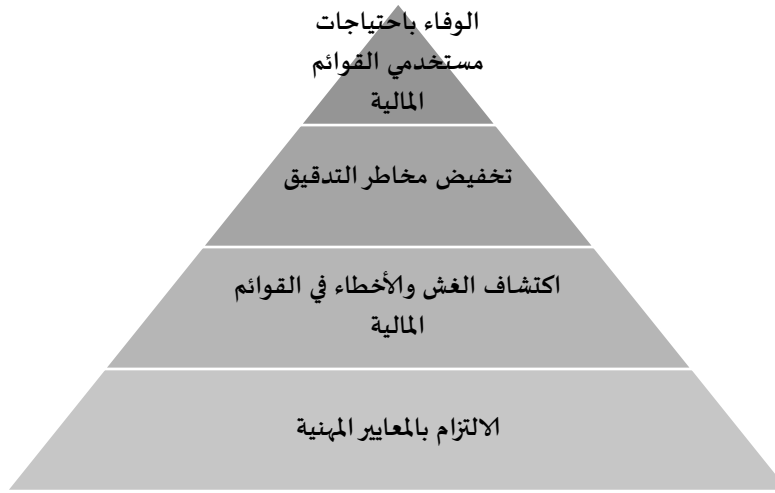 الوفاء باحتياجات
مستخدمي القوائم
المالية
تخفيض مخاطر التدقيق
اكتشاف الغش والأخطاء في القوائم
المالية
الالتزام بالمعايير المهنية